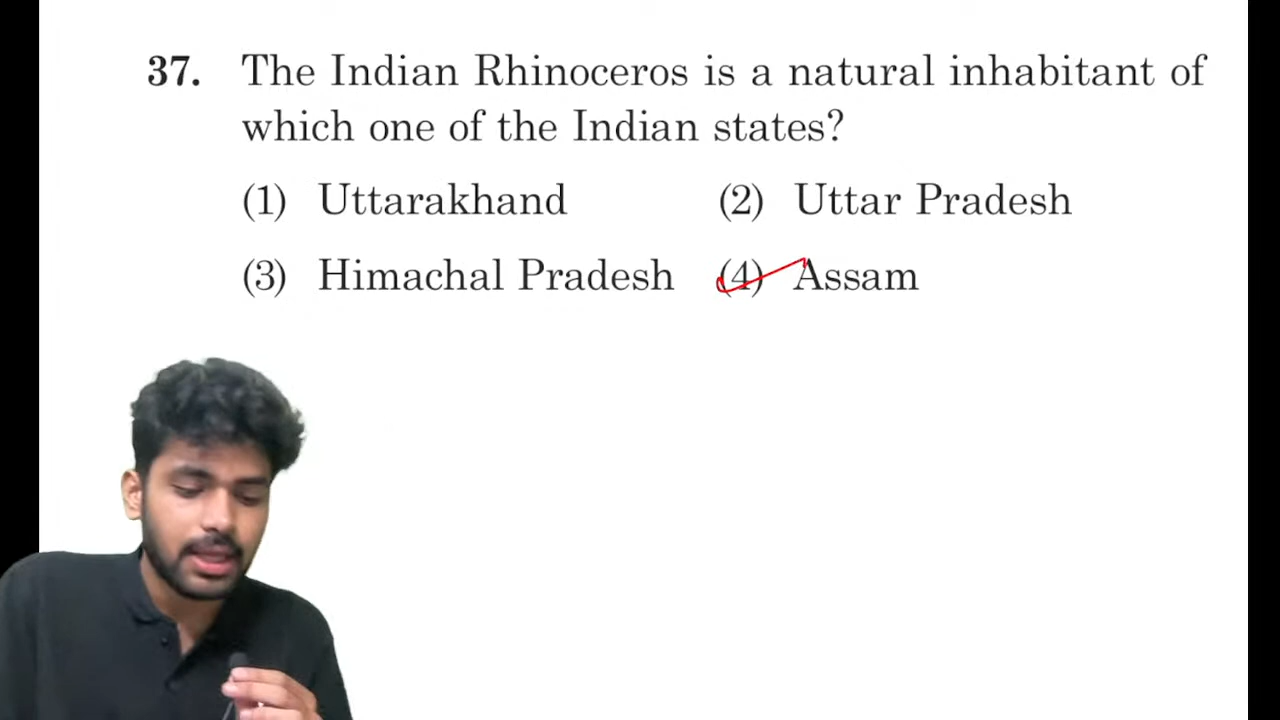 37. The Indian Rhinoceros is a natural inhabitant of
which one of the Indian states?
(1) Uttarakhand (2) Uttar Pradesh
(3) Himachal Pradesh (4) Assam